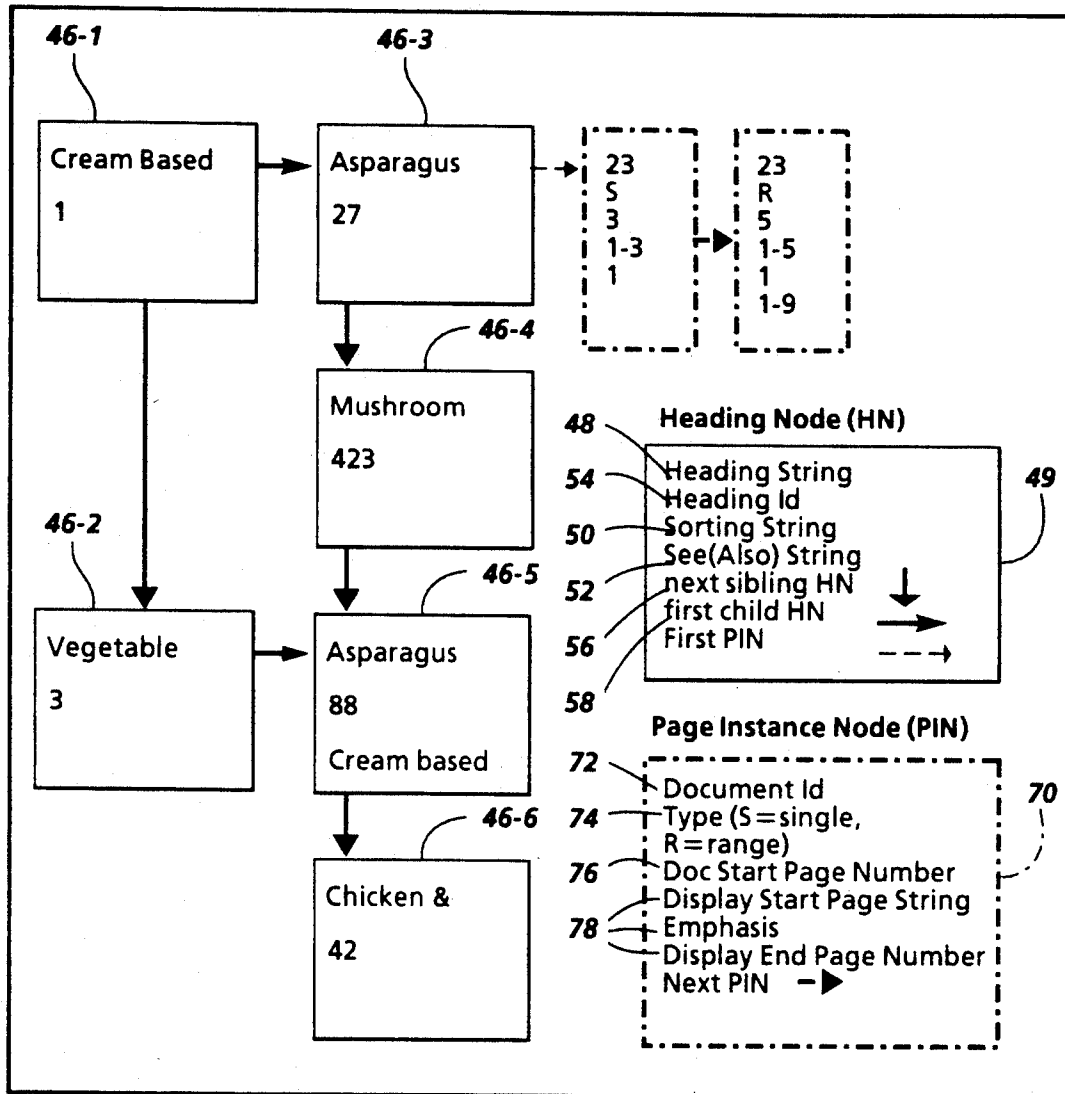 46-1
46-3
Cream Based
1
Asparagus
27
23
S
3
1-3
1
23
R
5
1-5
1
1-9
46-4
Mushroom
423
46-2
Vegetable
3
46-5
Asparagus
88
Cream based
46-6
Chicken &
42
Heading Node (HN)
48
54
50
52
56
58
Heading String
Heading Id
Sorting String
See(Also) String
next sibling HN
first child HN
First PIN
49
Page Instance Node (PIN)
72
74
76
78
Document Id
Type (S=single,
R=range)
Doc Start Page Number
Display Start Page String
Emphasis
Display End Page Number
Next PIN
70